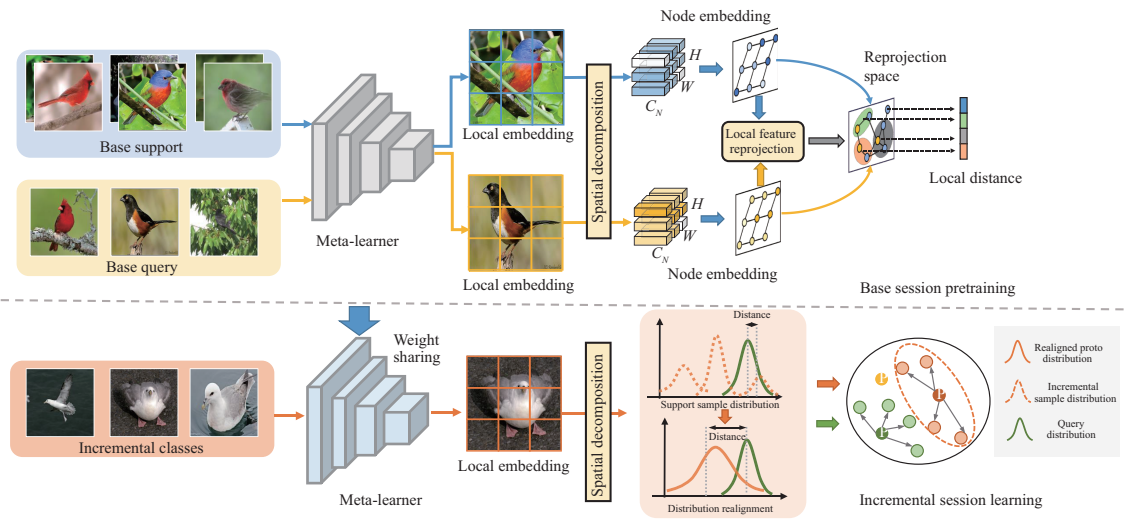 Node embedding
H
W
C_N
Reprojection
space
Base support
Local embedding
Spatial decomposition
Local feature
reprojection
Local distance
Meta-learner
H
W
C_N
Base query
Local embedding
Node embedding
Base session pretraining
Weight
sharing
Distance
Realigned proto
distribution
Incremental
sample distribution
Query
distribution
Support sample distribution
Distance
Spatial decomposition
Incremental classes
Local embedding
Meta-learner
Distribution realignment
Incremental session learning